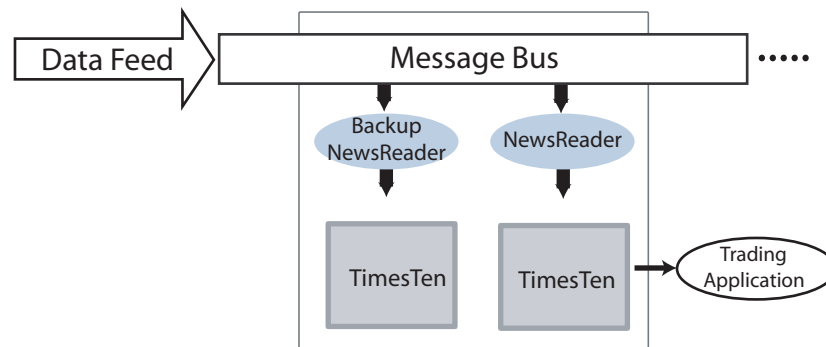 Data Feed
Message Bus
.....
Backup
NewsReader
NewsReader
TimesTen
TimesTen
Trading
Application